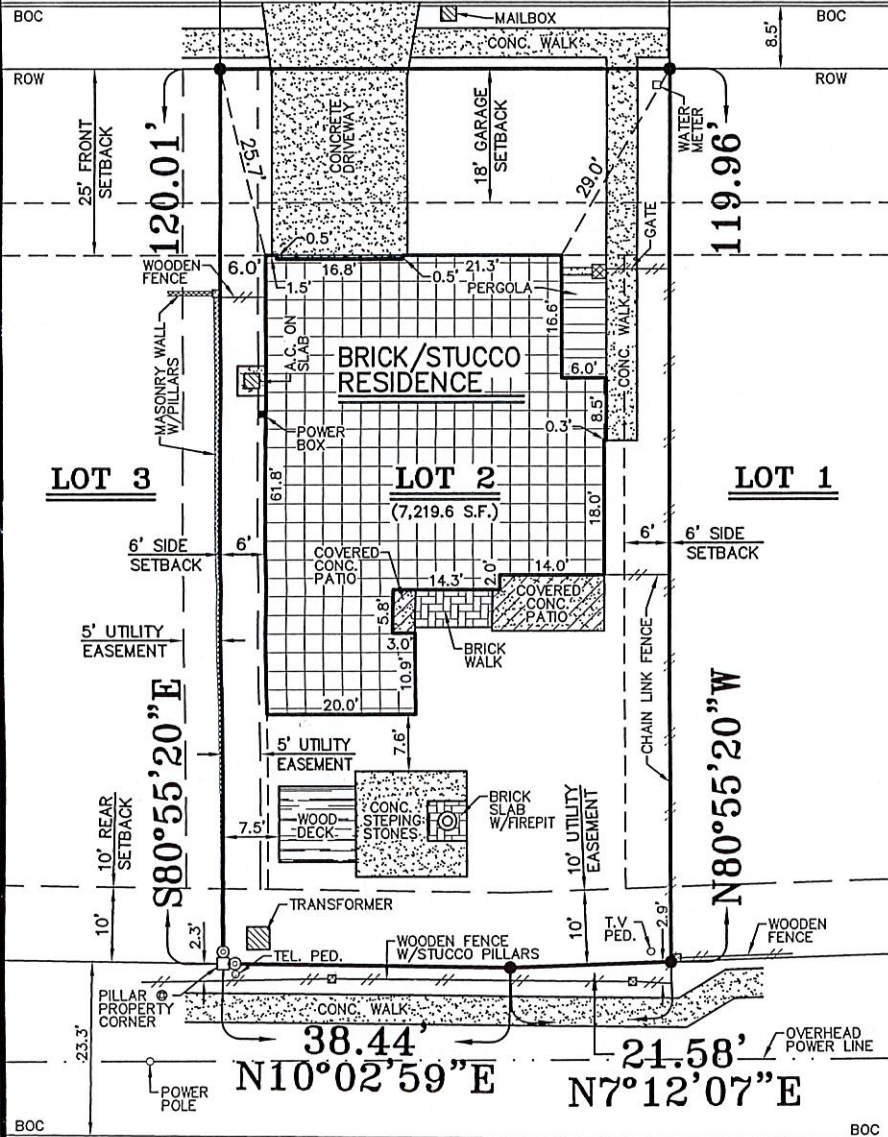 BOC
MAILBOX
BOC
CONC. WALK
8.5'
ROW
ROW
25' FRONT
SETBACK
120.01'
25.7'
CONCRETE
DRIVEWAY
18' GARAGE
SETBACK
29.0'
WATER
METER
119.96'
GATE
WOODEN
FENCE
6.0'
0.5'
16.8'
1.5'
0.5'
21.3'
PERGOLA
16.6'
6.0'
CONC. WALK
MASONRY WALL
W/PILLARS
A.C. ON
SLAB
BRICK/STUCCO
RESIDENCE
POWER
BOX
8.5'
0.3'
LOT 3
61.8'
LOT 2
(7,219.6 S.F.)
18.0'
LOT 1
6' SIDE
SETBACK
6'
6'
6' SIDE
SETBACK
COVERED
CONC.
PATIO
14.3'
2.0'
14.0'
COVERED
CONC.
PATIO
5.8'
3.0'
BRICK
WALK
5' UTILITY
EASEMENT
10.9'
20.0'
CHAIN LINK FENCE
S80°55'20"E
5' UTILITY
EASEMENT
7.6'
N80°55'20"W
10' REAR
SETBACK
7.5'
WOOD
DECK
CONC.
STEPING
STONES
BRICK
SLAB
W/FIREPIT
10' UTILITY
EASEMENT
10'
2.3'
TRANSFORMER
TEL. PED.
WOODEN FENCE
W/STUCCO PILLARS
10'
T.V
PED.
2.9'
WOODEN
FENCE
PILLAR @
PROPERTY
CORNER
CONC. WALK
23.3'
38.44'
N10°02'59"E
21.58'
N7°12'07"E
OVERHEAD
POWER LINE
POWER
POLE
BOC
BOC